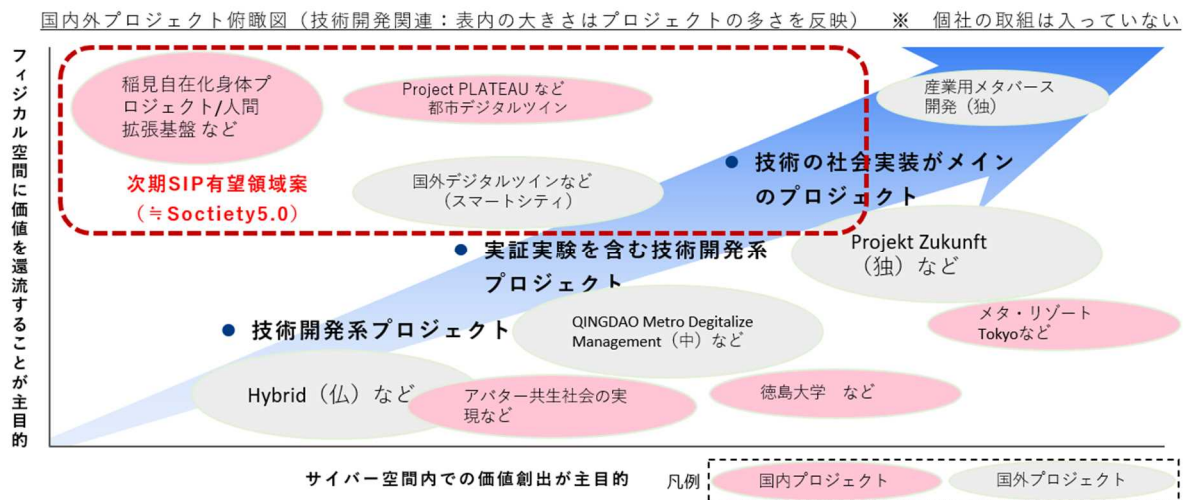 国内外プロジェクト俯瞰図（技術開発関連：表内の大きさはプロジェクトの多さを反映）　※　個社の取組は入っていない
フィジカル空間に価値を還流することが主目的
稲見自在化身体プ
ロジェクト/人間
拡張基盤 など
Project PLATEAU など
都市デジタルツイン
産業用メタバース
開発（独）
次期SIP有望領域案
（≒Soctiety5.0）
国外デジタルツインなど
（スマートシティ）
● 技術の社会実装がメイン
のプロジェクト
● 実証実験を含む技術開発系
プロジェクト
Projekt Zukunft
（独）など
● 技術開発系プロジェクト
QINGDAO Metro Degitalize
Management（中）など
メタ・リゾート
Tokyoなど
Hybrid（仏）など
アバター共生社会の実
現など
徳島大学　など
サイバー空間内での価値創出が主目的
凡例
国内プロジェクト
国外プロジェクト